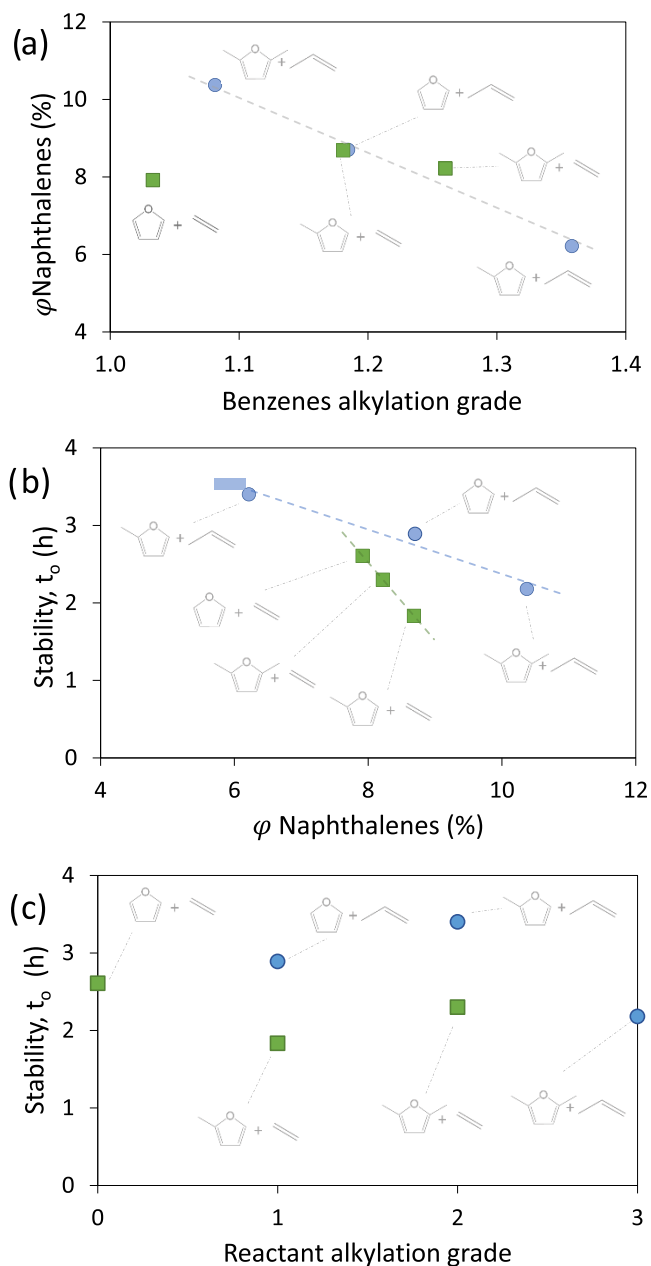 (a)
12
10
8
6
4
φNaphthalenes (%)
O
+
O
+
O
+
O
+
O
+
O
+
1.0 1.1 1.2 1.3 1.4
Benzenes alkylation grade
(b)
4
3
2
1
0
Stability, tₒ (h)
O
+
O
+
O
+
O
+
O
+
O
+
4 6 8 10 12
φ Naphthalenes (%)
(c)
4
3
2
1
0
Stability, tₒ (h)
O
+
O
+
O
+
O
+
O
+
O
+
0 1 2 3
Reactant alkylation grade